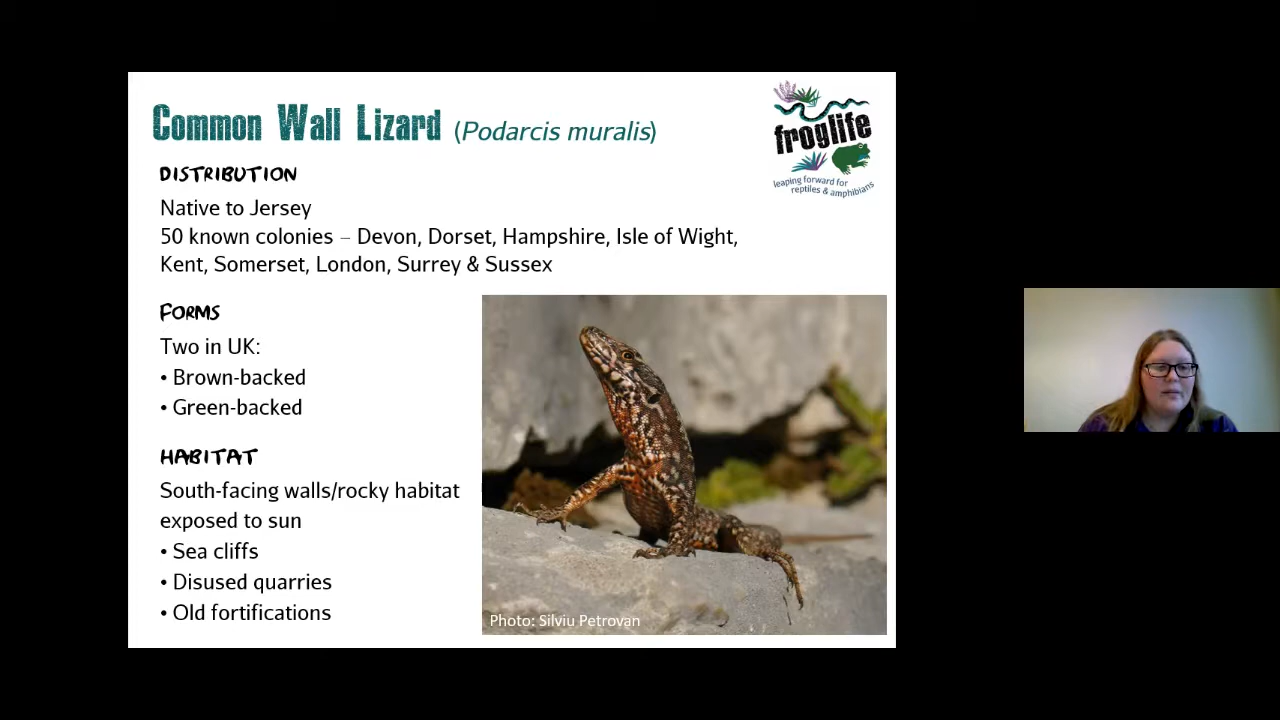 Common Wall Lizard (Podarcis muralis)
froglife
leaping forward for
reptiles & amphibians
DISTRIBUTION
Native to Jersey
50 known colonies – Devon, Dorset, Hampshire, Isle of Wight,
Kent, Somerset, London, Surrey & Sussex
FORMS
Two in UK:
• Brown-backed
• Green-backed
HABITAT
South-facing walls/rocky habitat
exposed to sun
• Sea cliffs
• Disused quarries
• Old fortifications
Photo: Silviu Petrovan